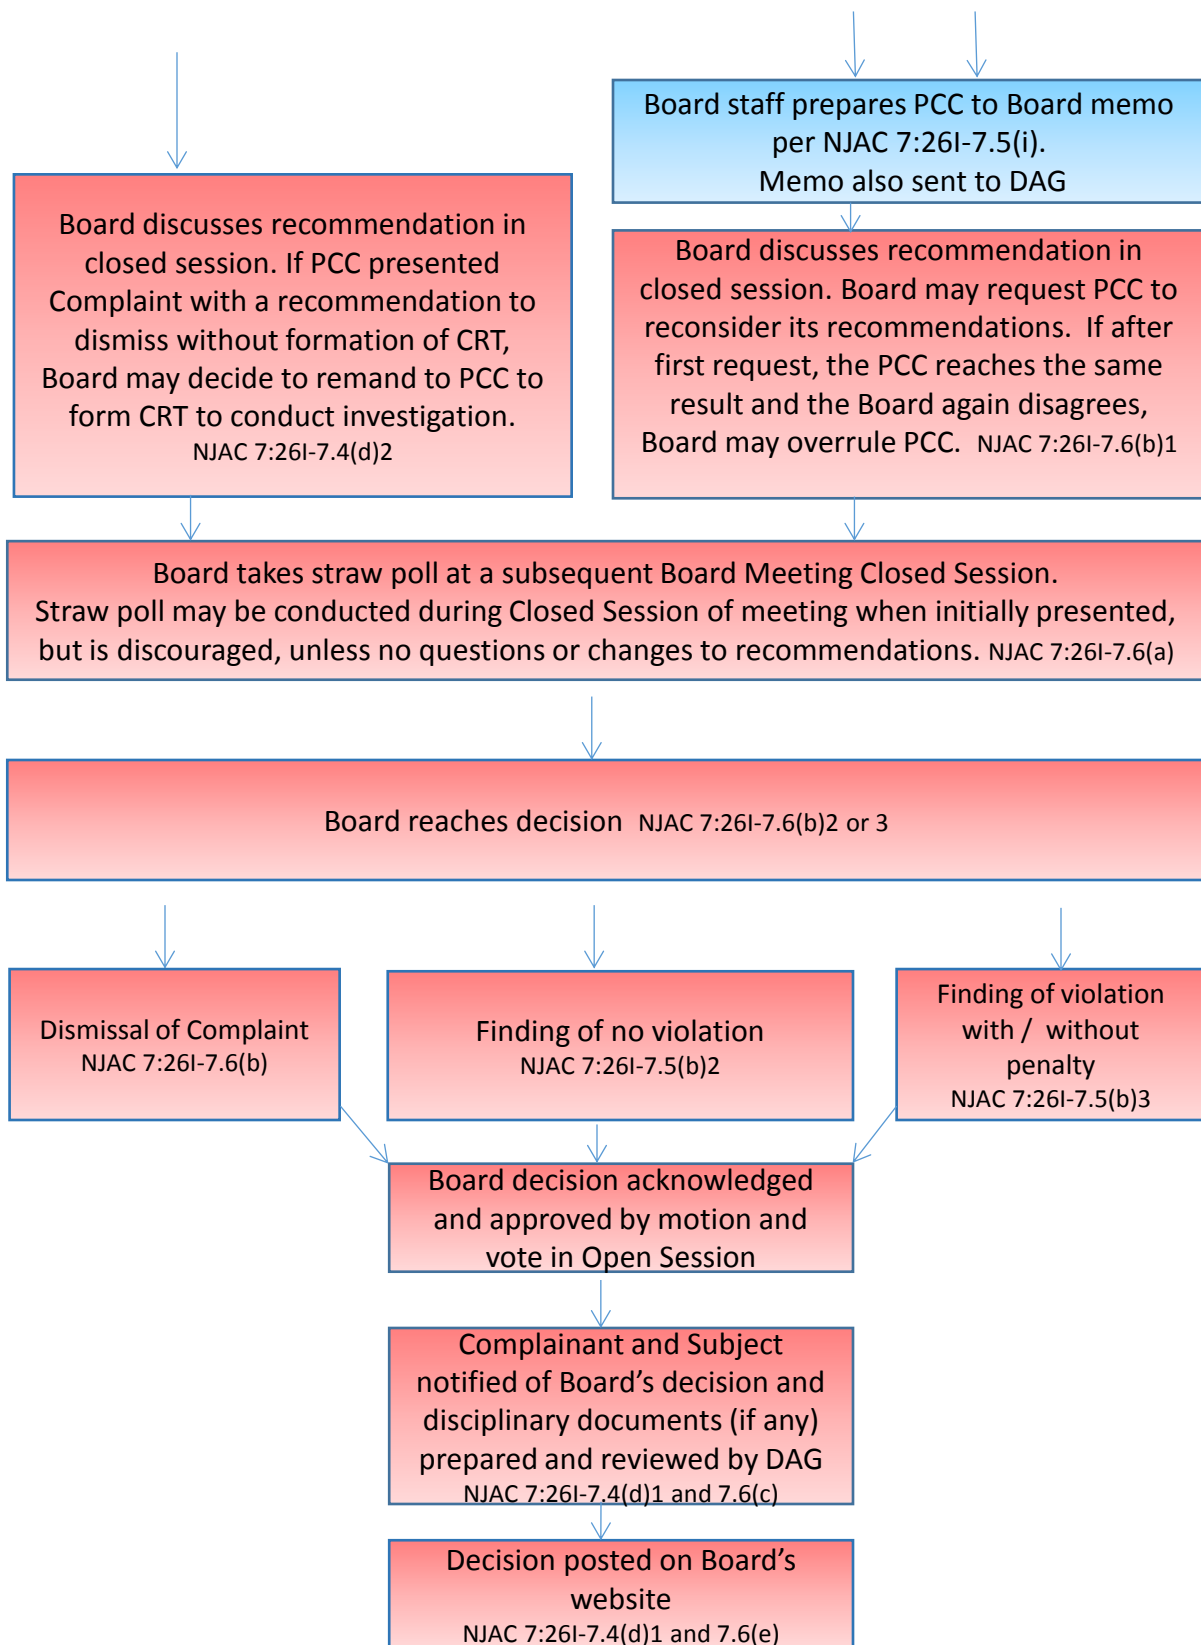 Board staff prepares PCC to Board memo
per NJAC 7:26I-7.5(i).
Memo also sent to DAG
Board discusses recommendation in
closed session. If PCC presented
Complaint with a recommendation to
dismiss without formation of CRT,
Board may decide to remand to PCC to
form CRT to conduct investigation.
NJAC 7:26I-7.4(d)2
Board discusses recommendation in
closed session. Board may request PCC to
reconsider its recommendations.  If after
first request, the PCC reaches the same
result and the Board again disagrees,
Board may overrule PCC.  NJAC 7:26I-7.6(b)1
Board takes straw poll at a subsequent Board Meeting Closed Session.
Straw poll may be conducted during Closed Session of meeting when initially presented,
but is discouraged, unless no questions or changes to recommendations. NJAC 7:26I-7.6(a)
Board reaches decision  NJAC 7:26I-7.6(b)2 or 3
Dismissal of Complaint
NJAC 7:26I-7.6(b)
Finding of no violation
NJAC 7:26I-7.5(b)2
Finding of violation
with /  without
penalty
NJAC 7:26I-7.5(b)3
Board decision acknowledged
and approved by motion and
vote in Open Session
Complainant and Subject
notified of Board’s decision and
disciplinary documents (if any)
prepared and reviewed by DAG
NJAC 7:26I-7.4(d)1 and 7.6(c)
Decision posted on Board’s
website
NJAC 7:26I-7.4(d)1 and 7.6(e)